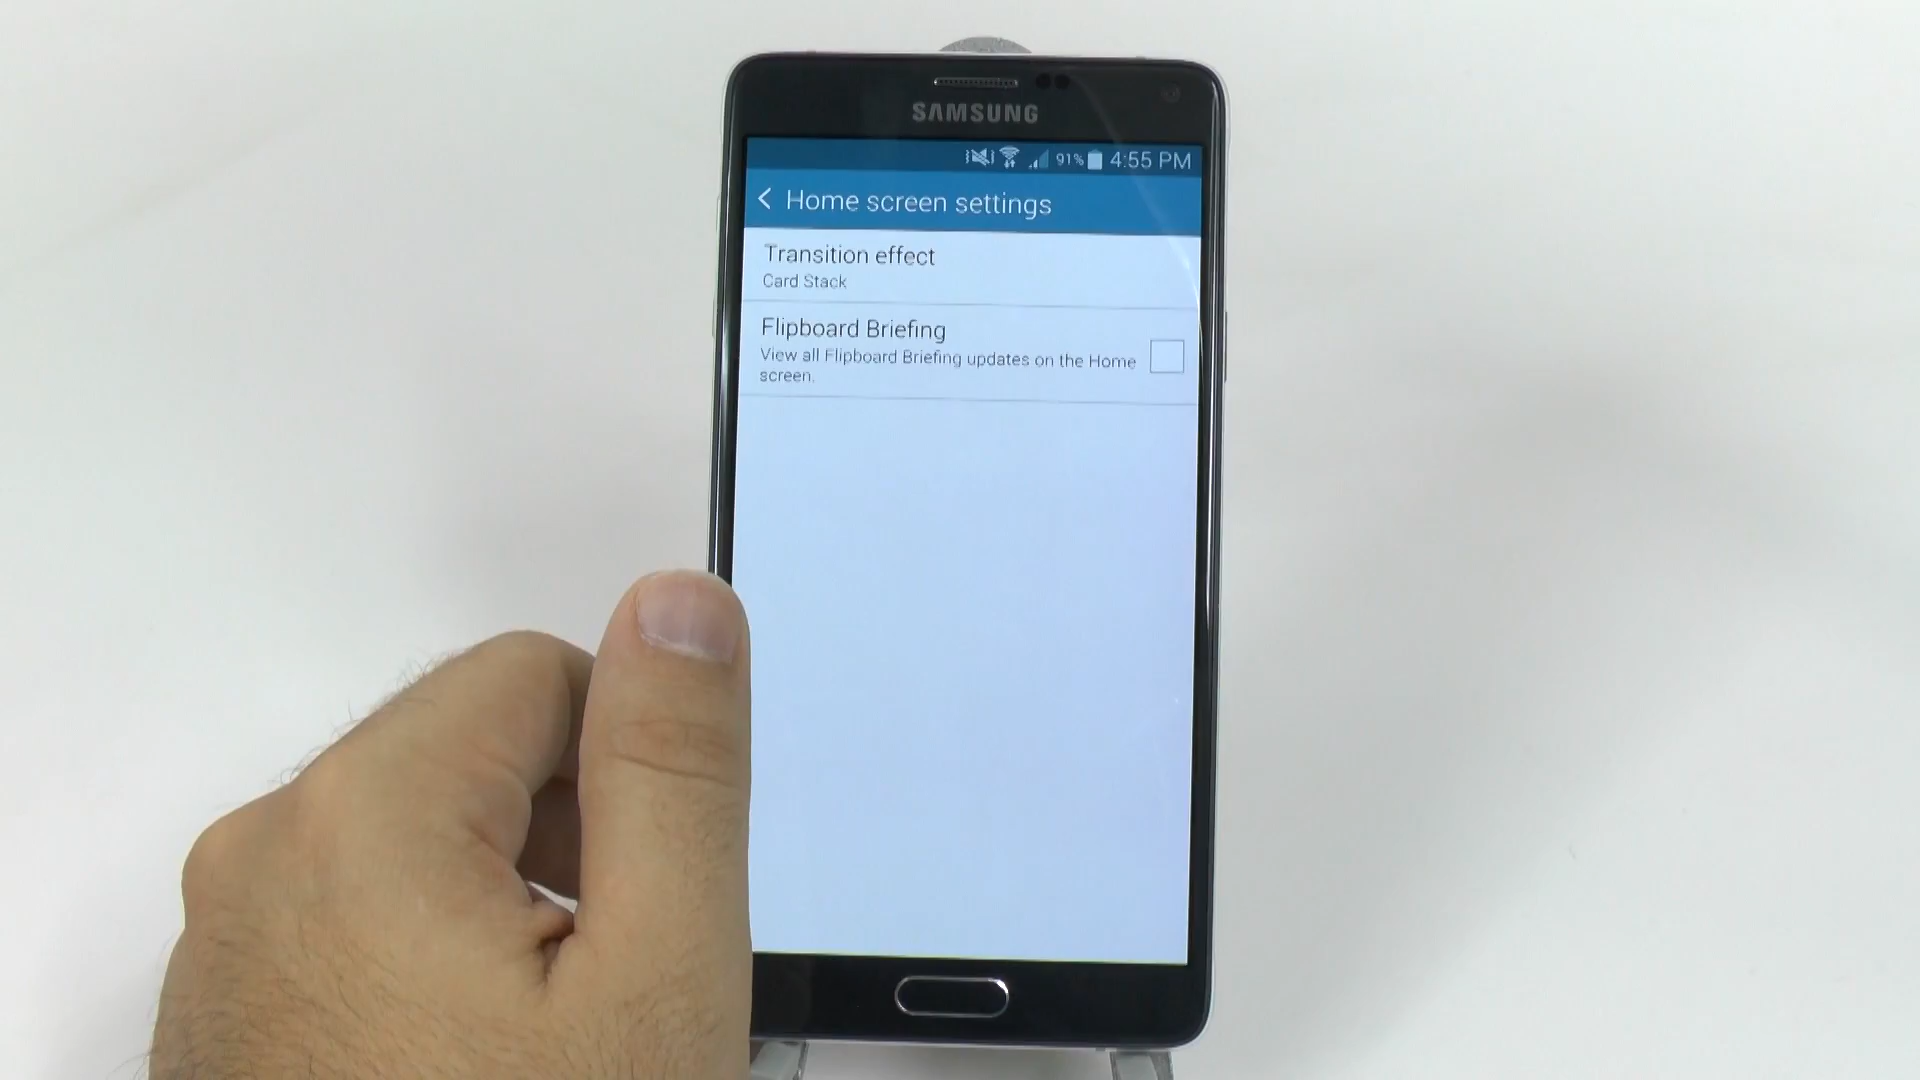 SAMSUNG
91% 4:55 PM
Home screen settings
Transition effect
Card Stack
Flipboard Briefing
View all Flipboard Briefing updates on the Home
screen.